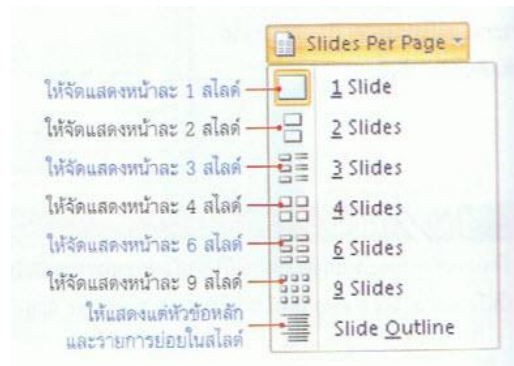 Slides Per Page
ให้จัดแสดงหน้าละ 1 สไลด์
1 Slide
ให้จัดแสดงหน้าละ 2 สไลด์
2 Slides
ให้จัดแสดงหน้าละ 3 สไลด์
3 Slides
ให้จัดแสดงหน้าละ 4 สไลด์
4 Slides
ให้จัดแสดงหน้าละ 6 สไลด์
6 Slides
ให้จัดแสดงหน้าละ 9 สไลด์
9 Slides
ให้แสดงแต่หัวข้อหลัก
และรายการย่อยในสไลด์
Slide Outline